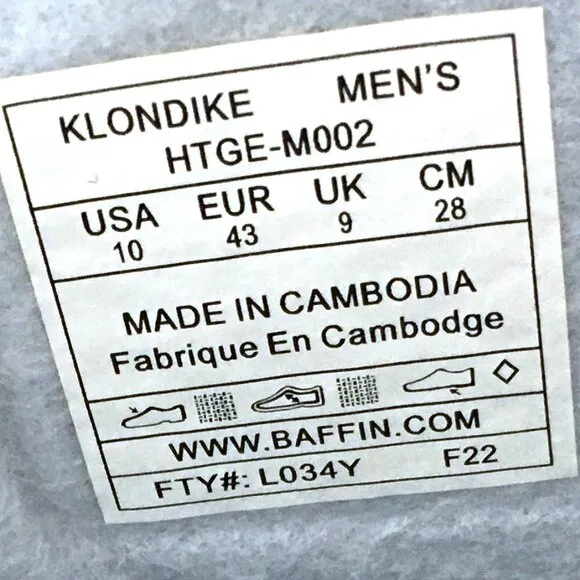 KLONDIKE MEN'S
HTGE-M002
USA EUR UK CM
10 43 9 28
MADE IN CAMBODIA
Fabrique En Cambodge
WWW.BAFFIN.COM
FTY#: L034Y F22